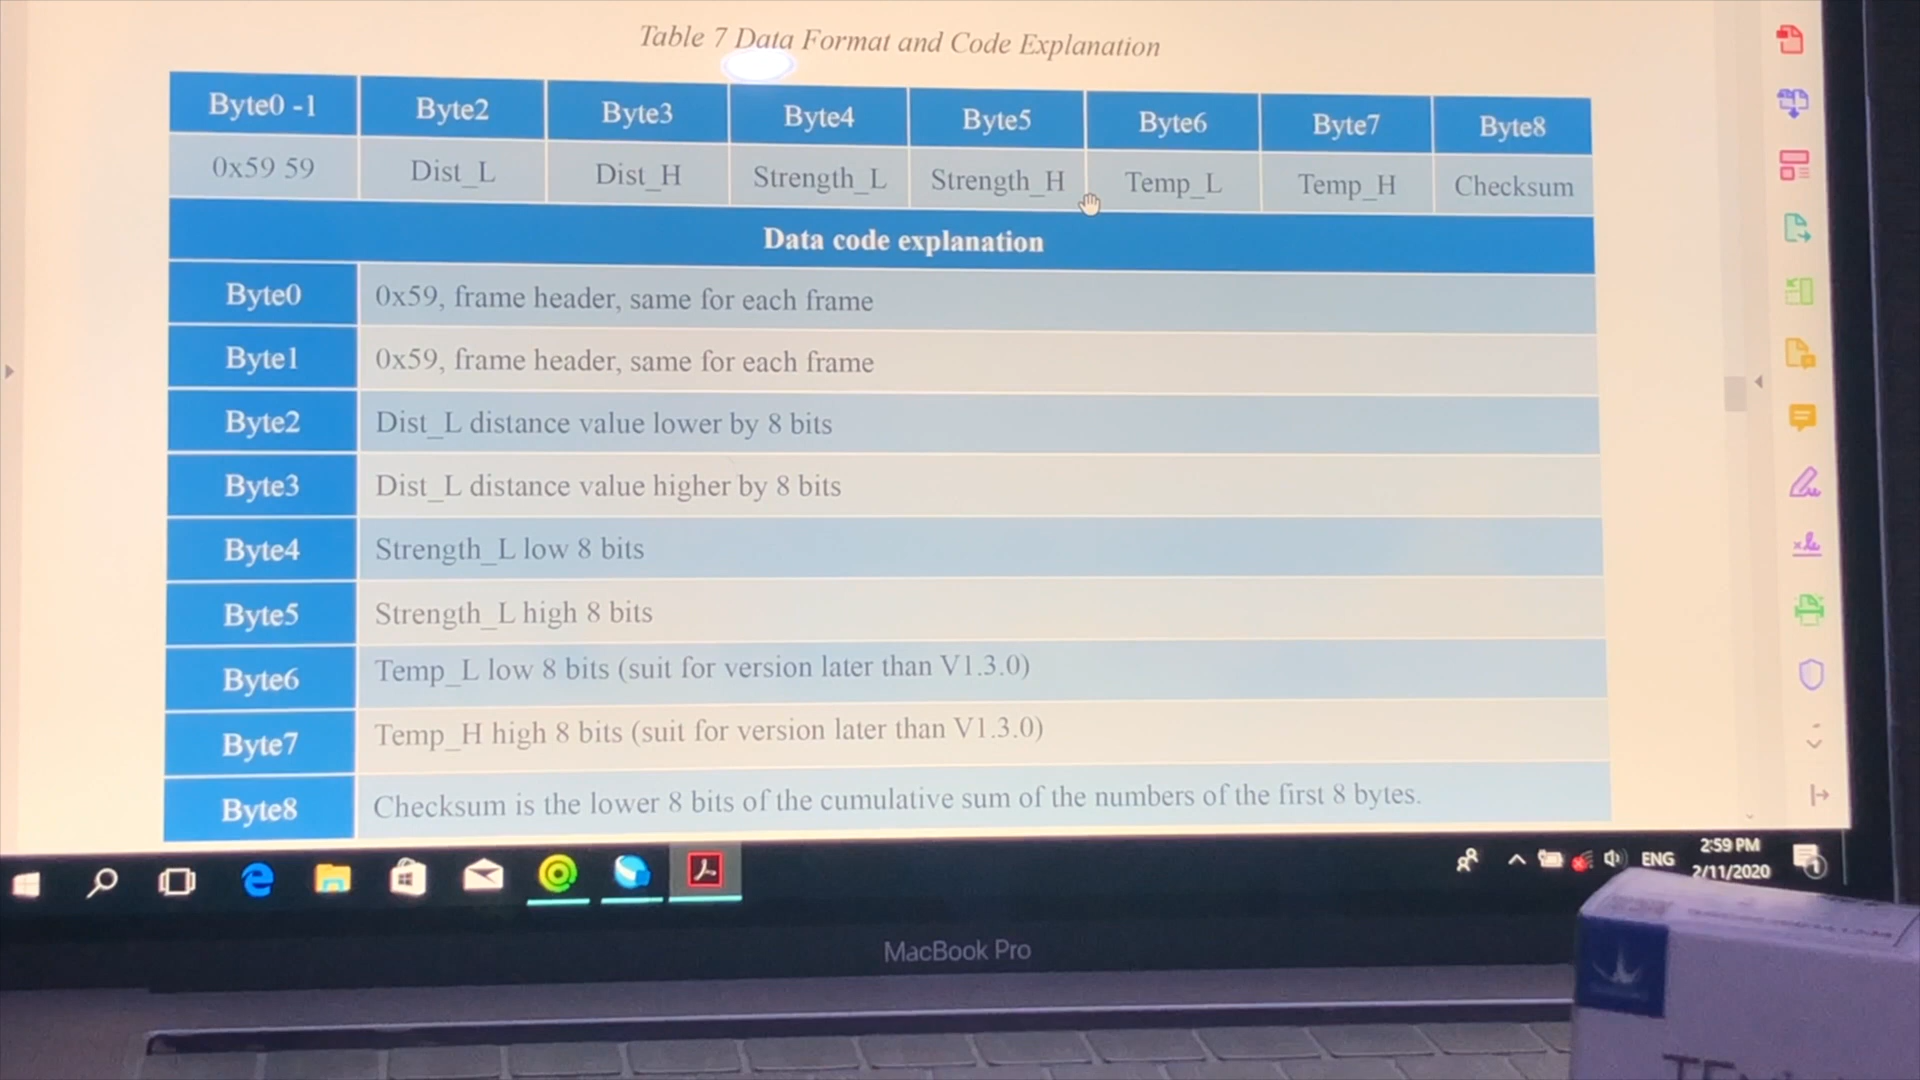 Table 7 Data Format and Code Explanation
Byte0 -1 Byte2 Byte3 Byte4 Byte5 Byte6 Byte7 Byte8
0x59 59 Dist_L Dist_H Strength_L Strength_H Temp_L Temp_H Checksum
Data code explanation
Byte0 0x59, frame header, same for each frame
Byte1 0x59, frame header, same for each frame
Byte2 Dist_L distance value lower by 8 bits
Byte3 Dist_L distance value higher by 8 bits
Byte4 Strength_L low 8 bits
Byte5 Strength_L high 8 bits
Byte6 Temp_L low 8 bits (suit for version later than V1.3.0)
Byte7 Temp_H high 8 bits (suit for version later than V1.3.0)
Byte8 Checksum is the lower 8 bits of the cumulative sum of the numbers of the first 8 bytes.
ENG
2:59 PM
2/11/2020
1
MacBook Pro